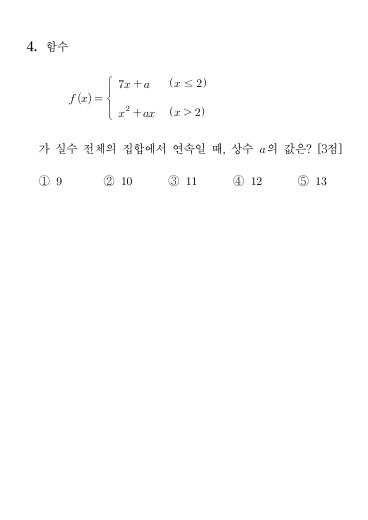 4. 함수
f(x) = { 7x + a (x ≤ 2)
x² + ax (x > 2)
가 실수 전체의 집합에서 연속일 때, 상수 a의 값은? [3점]
① 9 ② 10 ③ 11 ④ 12 ⑤ 13